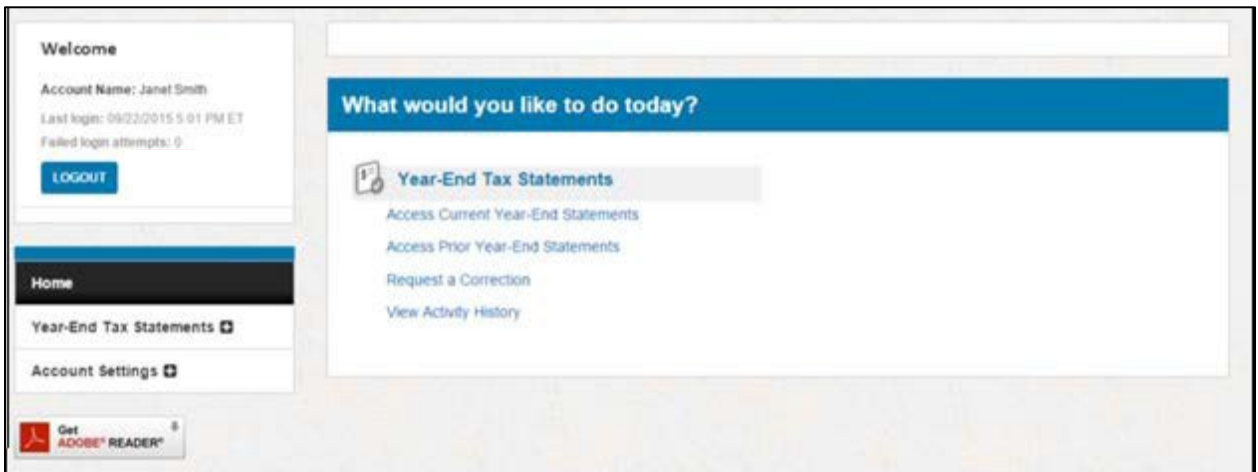 Welcome
Account Name: Janet Smith
Last login: 09/22/2015 5:01 PM ET
Failed login attempts: 0
LOGOUT
Home
Year-End Tax Statements
Account Settings
Get
ADOBE® READER®
What would you like to do today?
Year-End Tax Statements
Access Current Year-End Statements
Access Prior Year-End Statements
Request a Correction
View Activity History